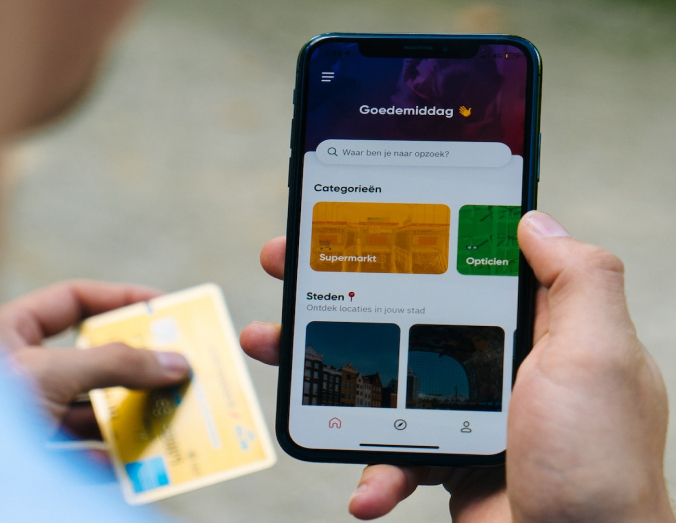 Goedemiddag 👋
Waar ben je naar opzoek?
Categorieën
Supermarkt
Opticien
Steden📍
Ontdek locaties in jouw stad